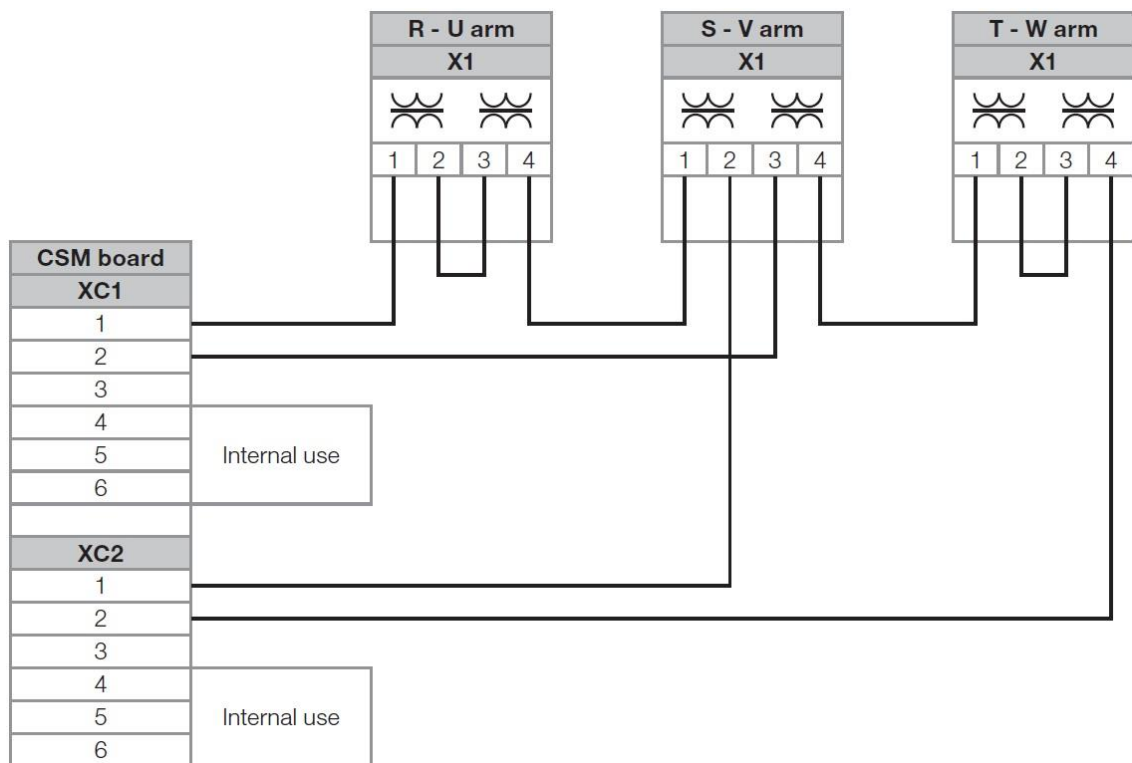 R - U arm
X1
1 2 3 4
S - V arm
X1
1 2 3 4
T - W arm
X1
1 2 3 4
CSM board
XC1
1
2
3
4
5
6
Internal use
XC2
1
2
3
4
5
6
Internal use